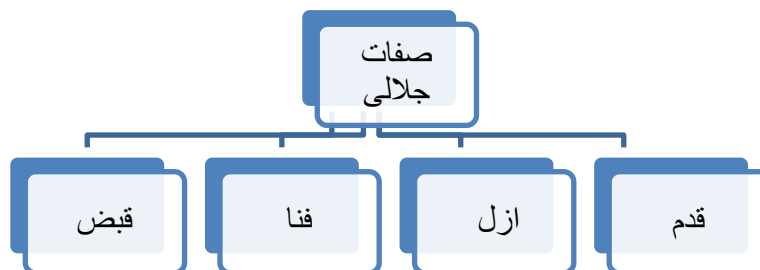 صفات
جلالی
قدم
ازل
فنا
قبض